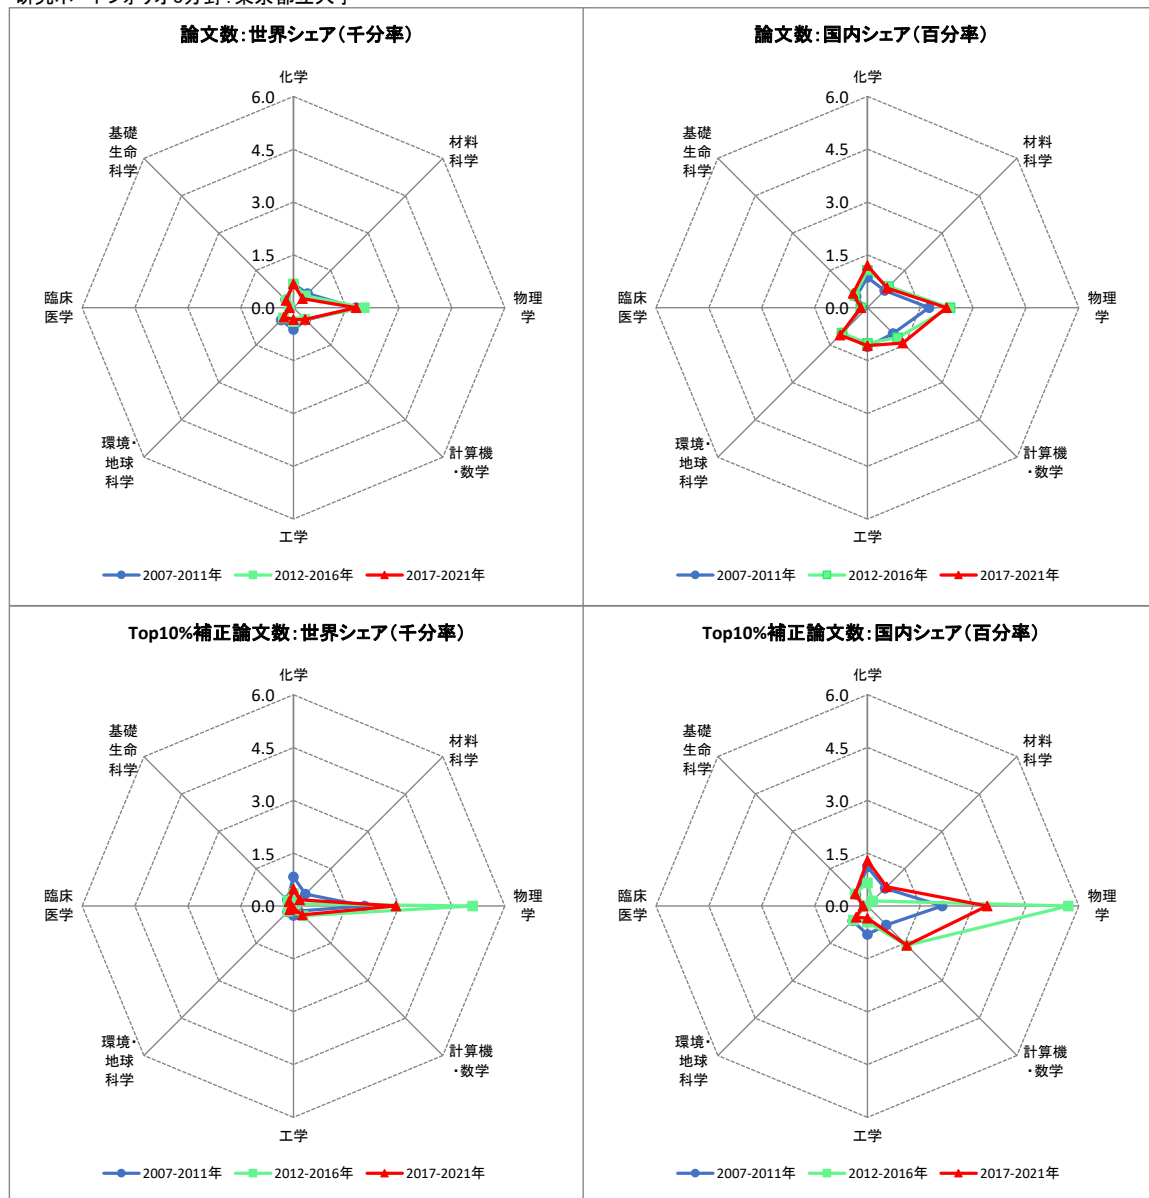 論文数:世界シェア(千分率)
化学
6.0
4.5
3.0
1.5
0.0
材料
科学
物理
学
計算機
・数学
工学
環境・
地球
科学
臨床
医学
基礎
生命
科学
2007-2011年 2012-2016年 2017-2021年
論文数:国内シェア(百分率)
化学
6.0
4.5
3.0
1.5
0.0
材料
科学
物理
学
計算機
・数学
工学
環境・
地球
科学
臨床
医学
基礎
生命
科学
2007-2011年 2012-2016年 2017-2021年
Top10%補正論文数:世界シェア(千分率)
化学
6.0
4.5
3.0
1.5
0.0
材料
科学
物理
学
計算機
・数学
工学
環境・
地球
科学
臨床
医学
基礎
生命
科学
2007-2011年 2012-2016年 2017-2021年
Top10%補正論文数:国内シェア(百分率)
化学
6.0
4.5
3.0
1.5
0.0
材料
科学
物理
学
計算機
・数学
工学
環境・
地球
科学
臨床
医学
基礎
生命
科学
2007-2011年 2012-2016年 2017-2021年